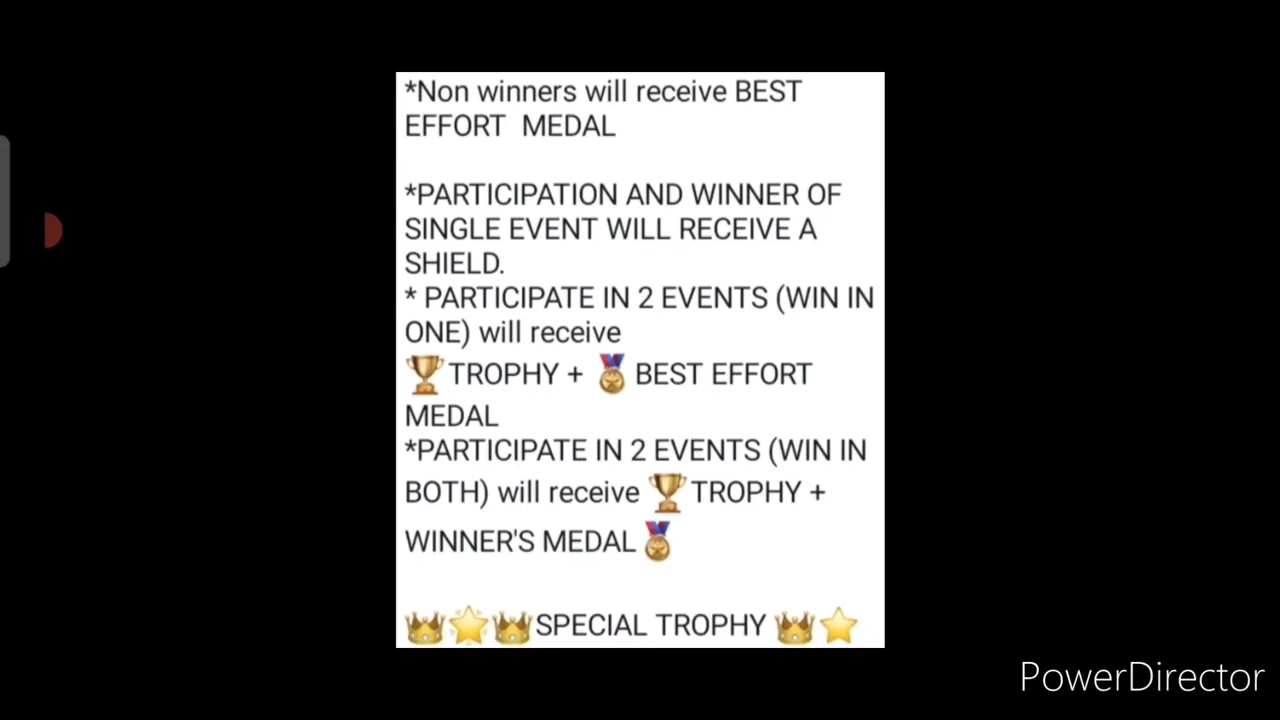 *Non winners will receive BEST
EFFORT MEDAL
*PARTICIPATION AND WINNER OF
SINGLE EVENT WILL RECEIVE A
SHIELD.
* PARTICIPATE IN 2 EVENTS (WIN IN
ONE) will receive
🏆TROPHY + 🏅BEST EFFORT
MEDAL
*PARTICIPATE IN 2 EVENTS (WIN IN
BOTH) will receive 🏆TROPHY +
WINNER'S MEDAL🏅
👑🌟👑SPECIAL TROPHY 👑⭐
PowerDirector